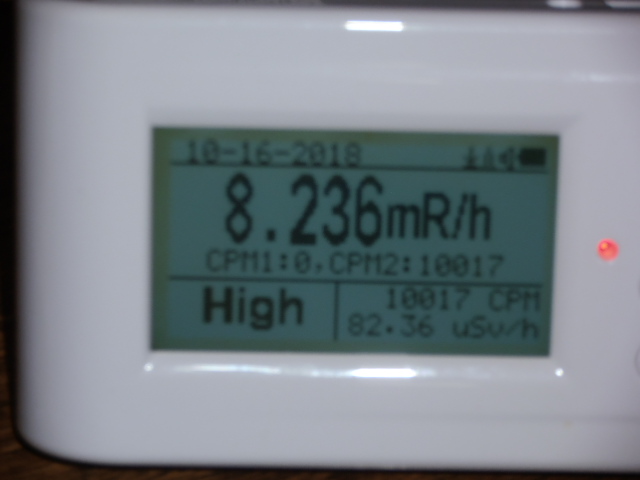 10-16-2018
8.236mR/h
CPM1:0,CPM2:10017
High
10017 CPM
82.36 uSv/h